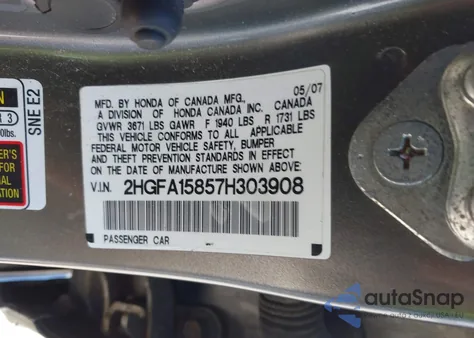 05/07
MFD. BY HONDA OF CANADA MFG.
A DIVISION OF HONDA CANADA INC. CANADA
GVWR 3671 LBS GAWR F 1940 LBS R 1731 LBS
THIS VEHICLE CONFORMS TO ALL APPLICABLE
FEDERAL MOTOR VEHICLE SAFETY, BUMPER
AND THEFT PREVENTION STANDARDS IN EFFECT
ON THE DATE OF MANUFACTURE SHOWN ABOVE:
V.I.N. 2HGFA15857H303908
PASSENGER CAR
SNE E2
3
autoSnap